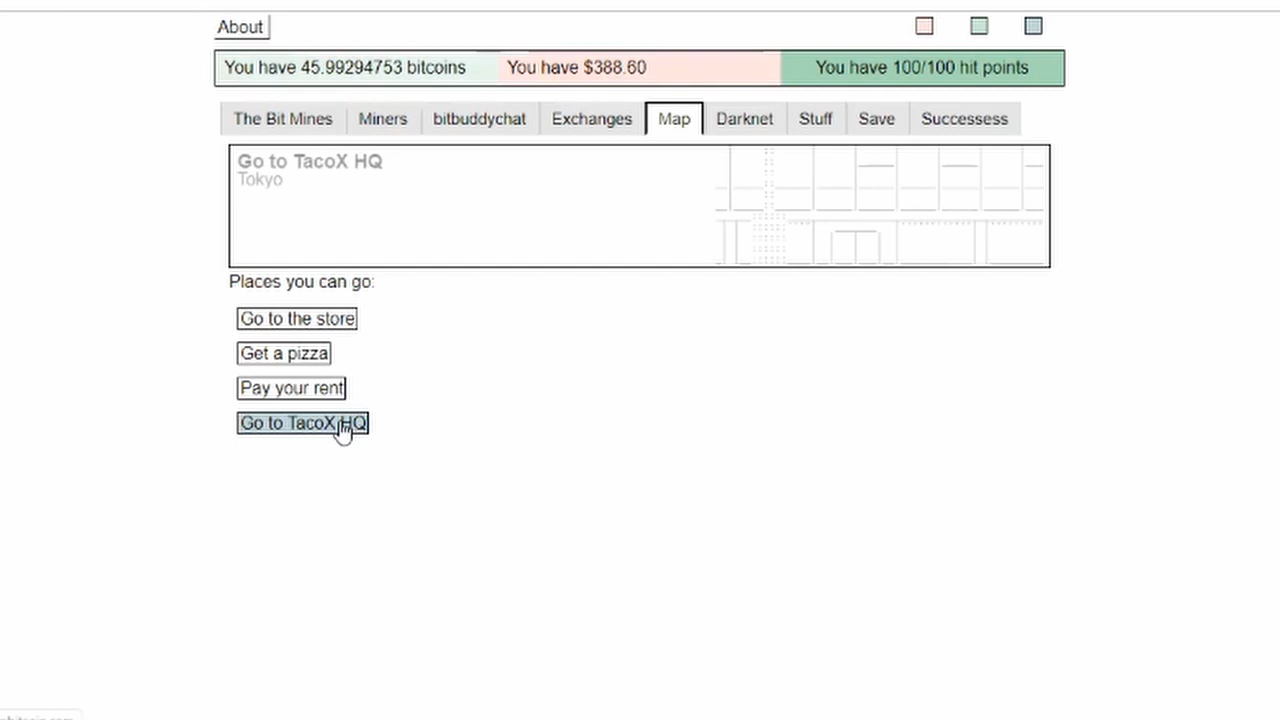 About
You have 45.99294753 bitcoins You have $388.60 You have 100/100 hit points
The Bit Mines Miners bitbuddychat Exchanges Map Darknet Stuff Save Successess
Go to TacoX HQ
Tokyo
Places you can go:
Go to the store
Get a pizza
Pay your rent
Go to TacoX HQ